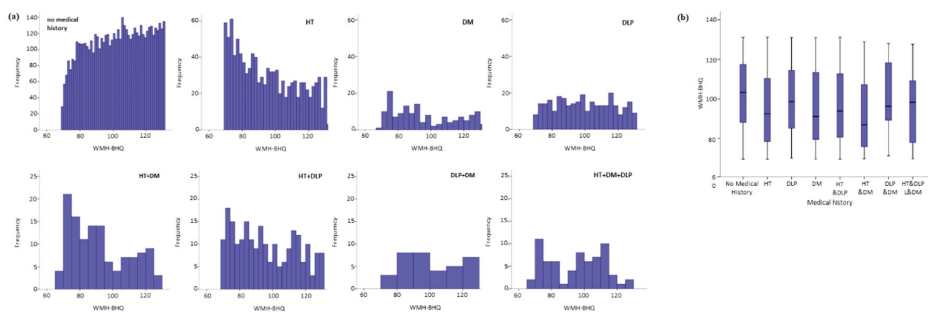 (a)
no medical
history
Frequency
140
120
100
80
60
40
20
0
60 80 100 120
WMH-BHQ
HT
Frequency
60
40
20
0
60 80 100 120
WMH-BHQ
DM
Frequency
60
40
20
0
60 80 100 120
WMH-BHQ
DLP
Frequency
60
40
20
0
60 80 100 120
WMH-BHQ
HT+DM
Frequency
25
20
15
10
5
0
60 80 100 120
WMH-BHQ
HT+DLP
Frequency
25
20
15
10
5
0
60 80 100 120
WMH-BHQ
DLP+DM
Frequency
25
20
15
10
5
0
60 80 100 120
WMH-BHQ
HT+DM+DLP
Frequency
25
20
15
10
5
0
60 80 100 120
WMH-BHQ
(b)
WMH-BHQ
140
120
100
80
6
0
No Medical
History
HT
DLP
DM
HT
&DLP
HT
&DM
DLP
&DM
HT&DLP
&DM
Medical history